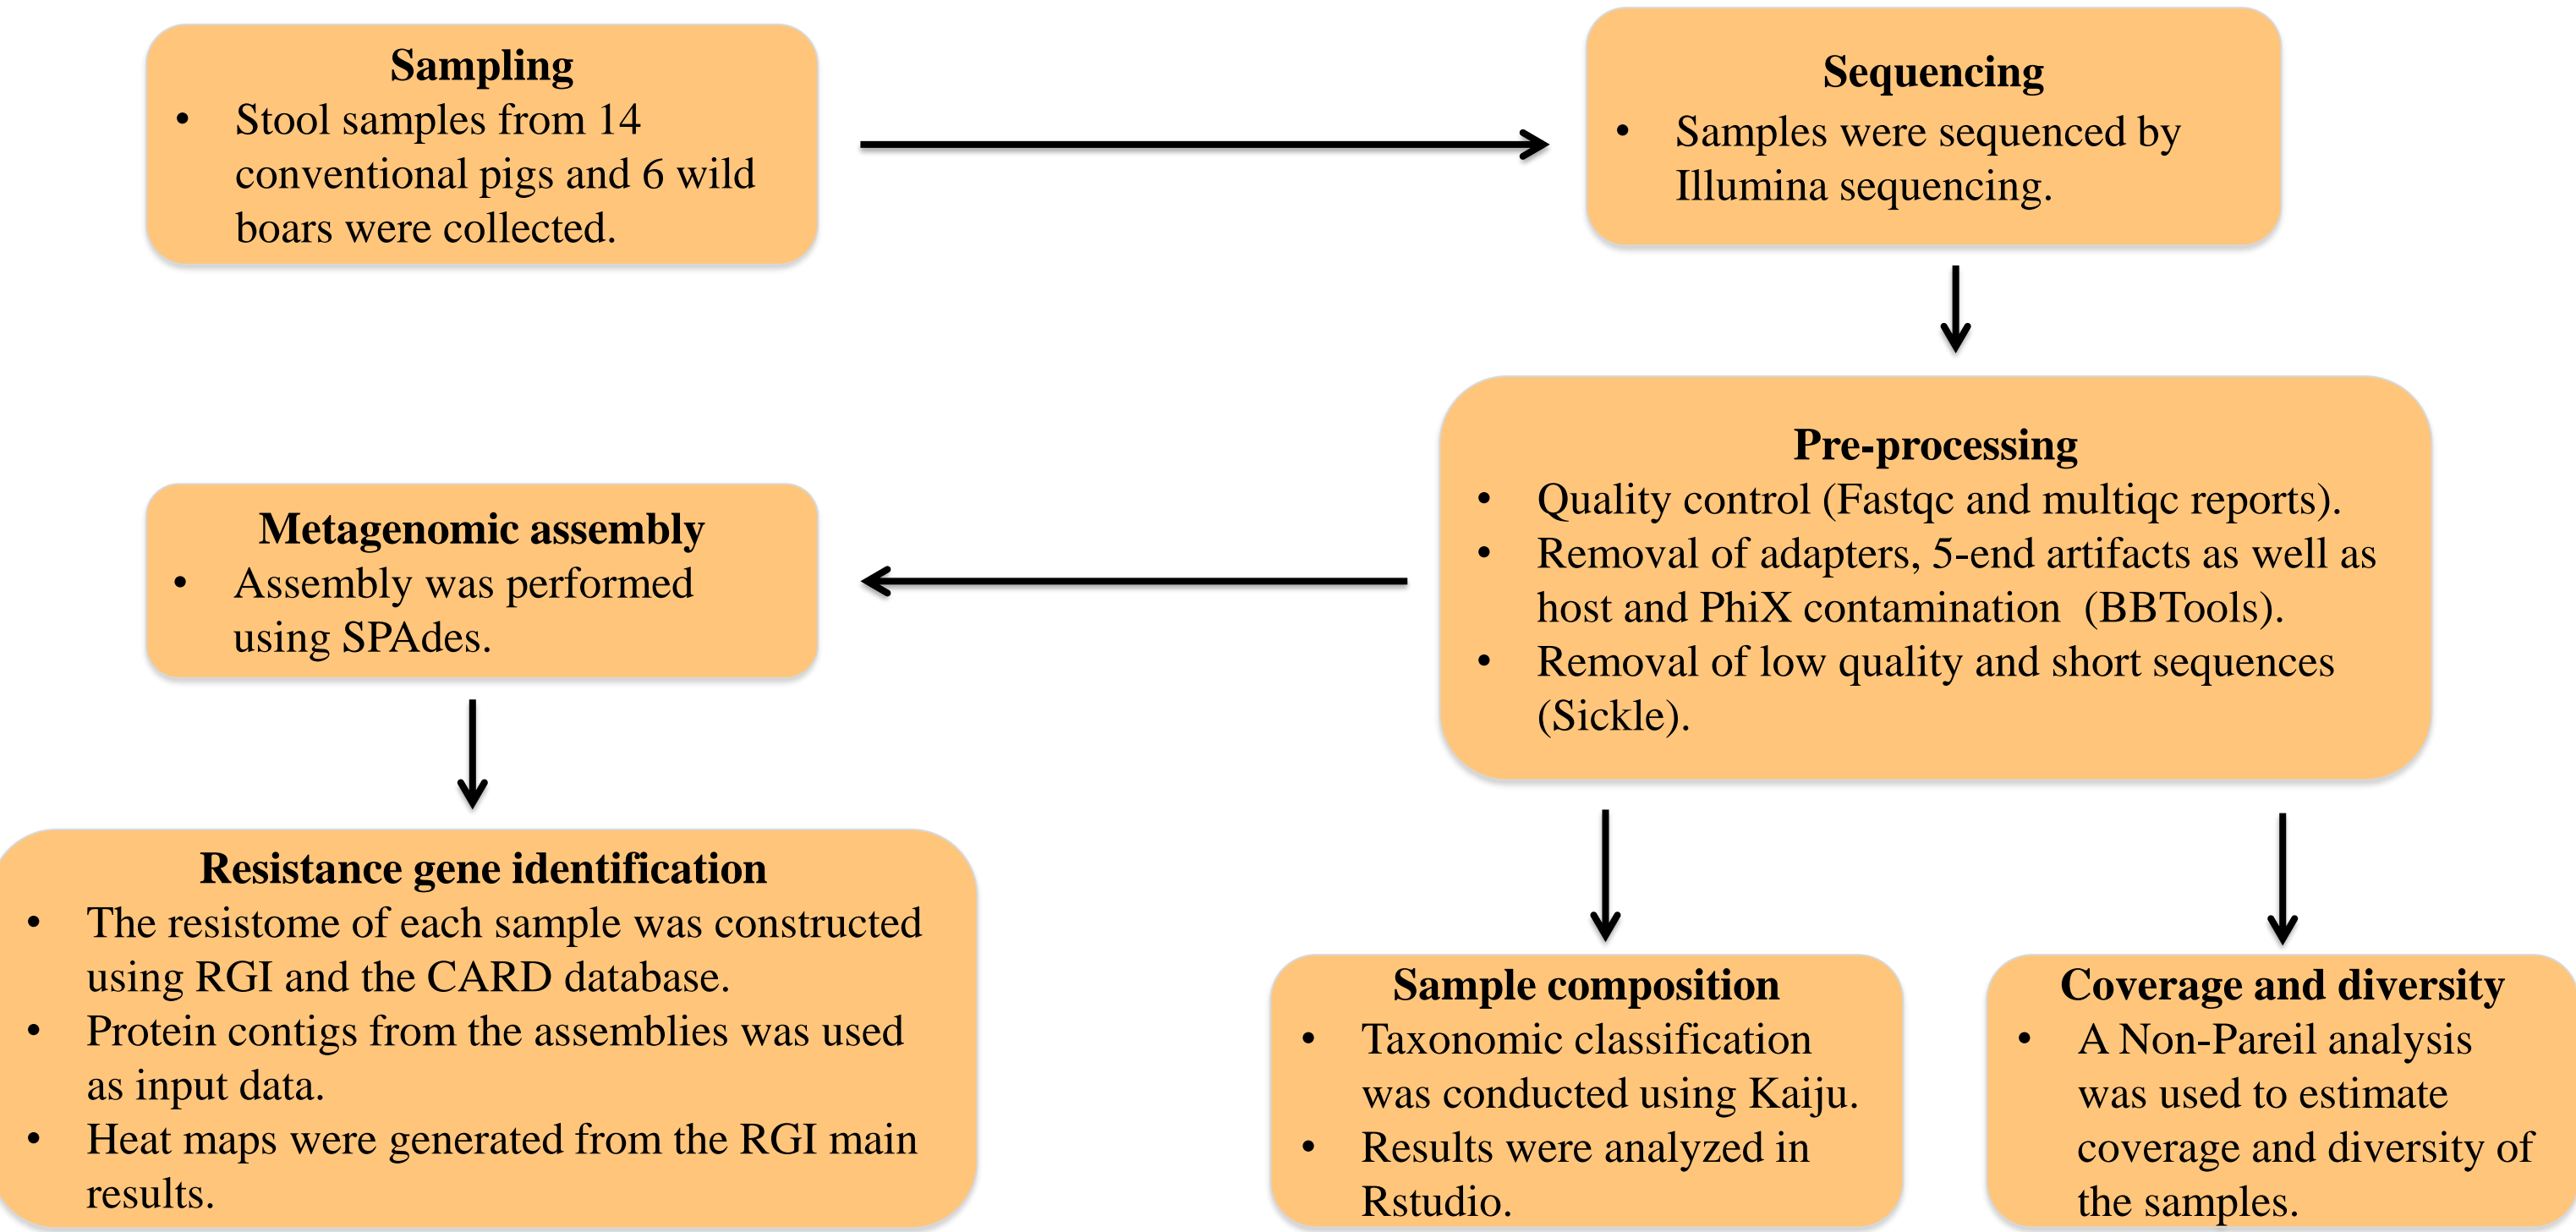 Sampling
• Stool samples from 14
conventional pigs and 6 wild
boars were collected.
Sequencing
• Samples were sequenced by
Illumina sequencing.
Pre-processing
• Quality control (Fastqc and multiqc reports).
• Removal of adapters, 5-end artifacts as well as
host and PhiX contamination (BBTools).
• Removal of low quality and short sequences
(Sickle).
Metagenomic assembly
• Assembly was performed
using SPAdes.
Resistance gene identification
• The resistome of each sample was constructed
using RGI and the CARD database.
• Protein contigs from the assemblies was used
as input data.
• Heat maps were generated from the RGI main
results.
Sample composition
• Taxonomic classification
was conducted using Kaiju.
• Results were analyzed in
Rstudio.
Coverage and diversity
• A Non-Pareil analysis
was used to estimate
coverage and diversity of
the samples.